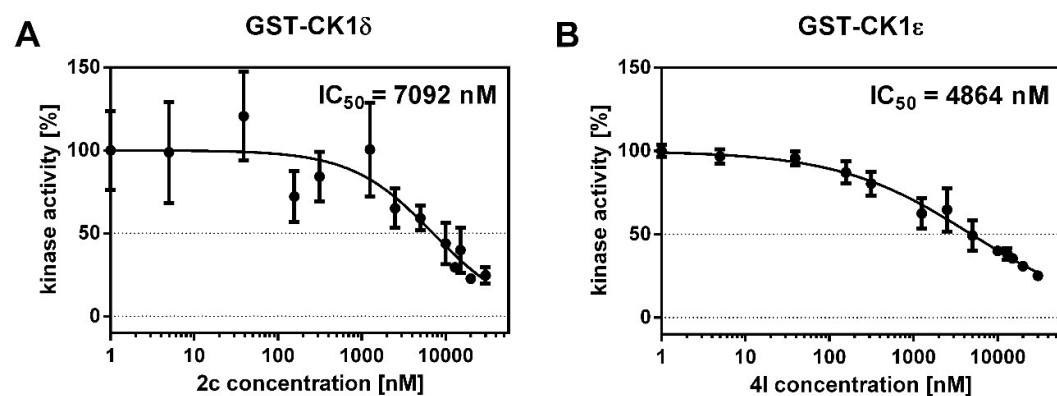 A
GST-CK1δ
IC50 = 7092 nM
kinase activity [%]
150
100
50
0
1
10
100
1000
10000
2c concentration [nM]
B
GST-CK1ε
IC50 = 4864 nM
kinase activity [%]
150
100
50
0
1
10
100
1000
10000
4l concentration [nM]